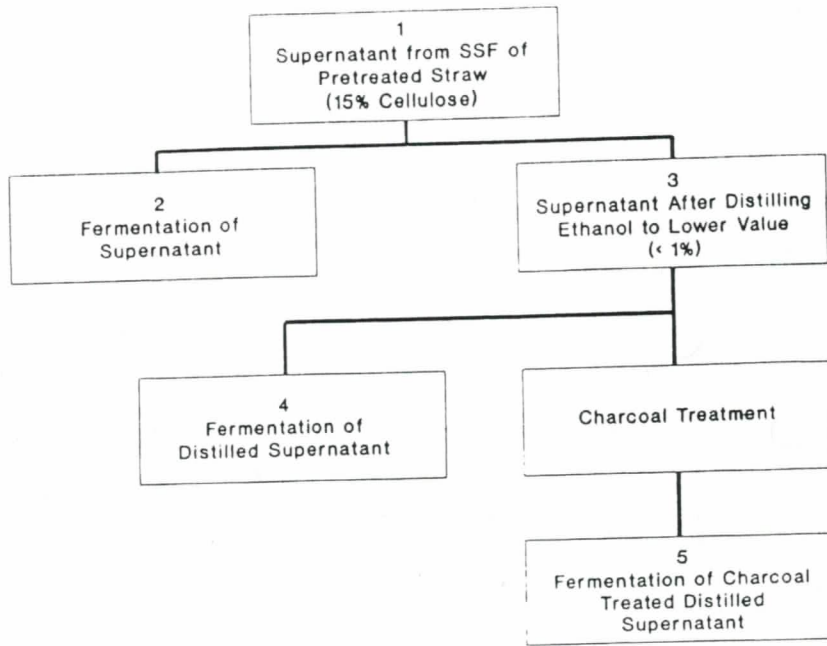 1
Supernatant from SSF of
Pretreated Straw
(15% Cellulose)
2
Fermentation of
Supernatant
3
Supernatant After Distilling
Ethanol to Lower Value
(< 1%)
4
Fermentation of
Distilled Supernatant
Charcoal Treatment
5
Fermentation of Charcoal
Treated Distilled
Supernatant